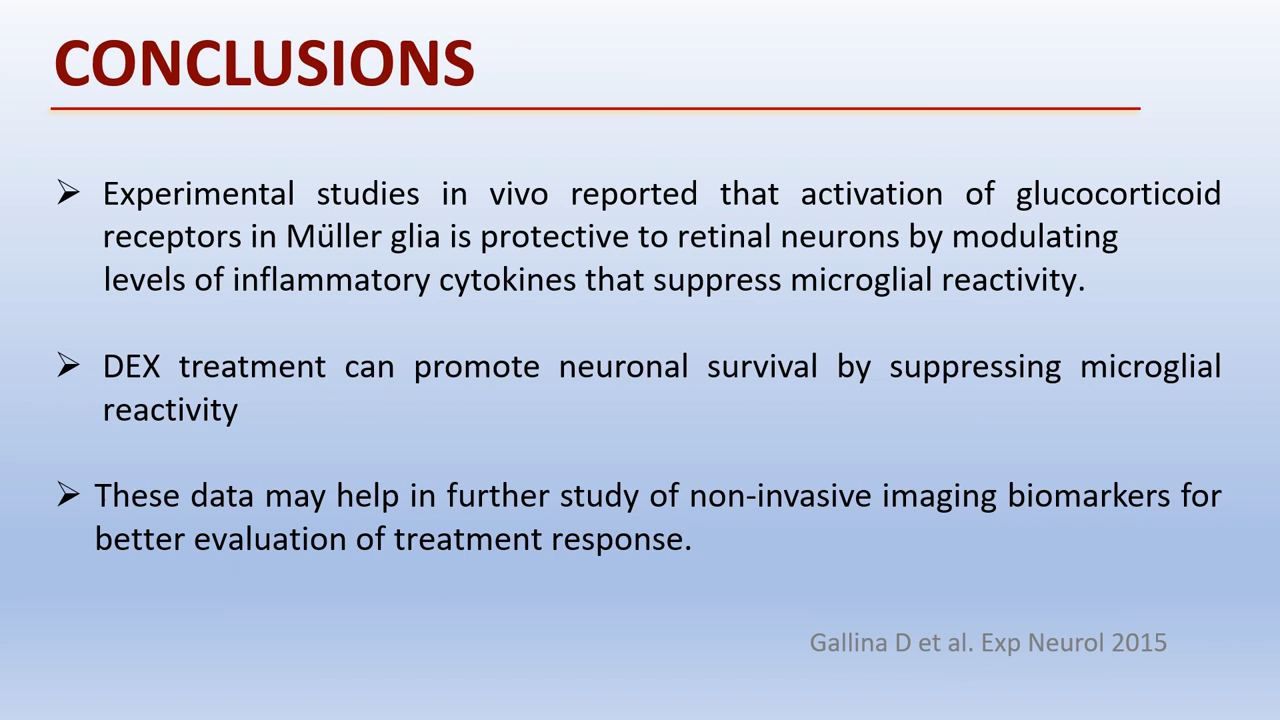 CONCLUSIONS
➢ Experimental studies in vivo reported that activation of glucocorticoid
receptors in Müller glia is protective to retinal neurons by modulating
levels of inflammatory cytokines that suppress microglial reactivity.
➢ DEX treatment can promote neuronal survival by suppressing microglial
reactivity
➢ These data may help in further study of non-invasive imaging biomarkers for
better evaluation of treatment response.
Gallina D et al. Exp Neurol 2015